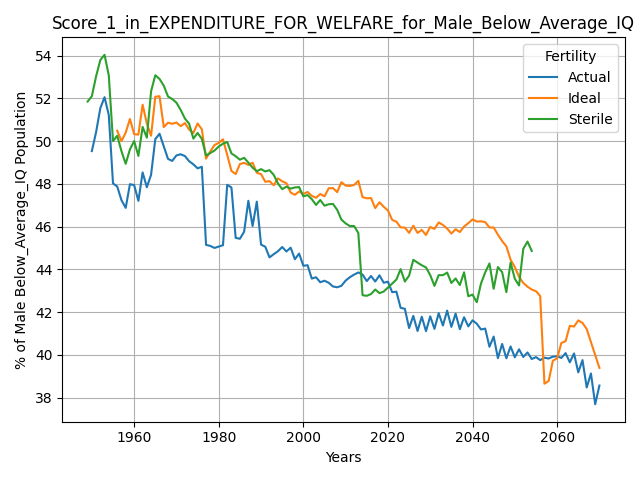 Score_1_in_EXPENDITURE_FOR_WELFARE_for_Male_Below_Average_IQ
% of Male Below_Average_IQ Population
54
52
50
48
46
44
42
40
38
Fertility
Actual
Ideal
Sterile
1960
1980
2000
2020
2040
2060
Years